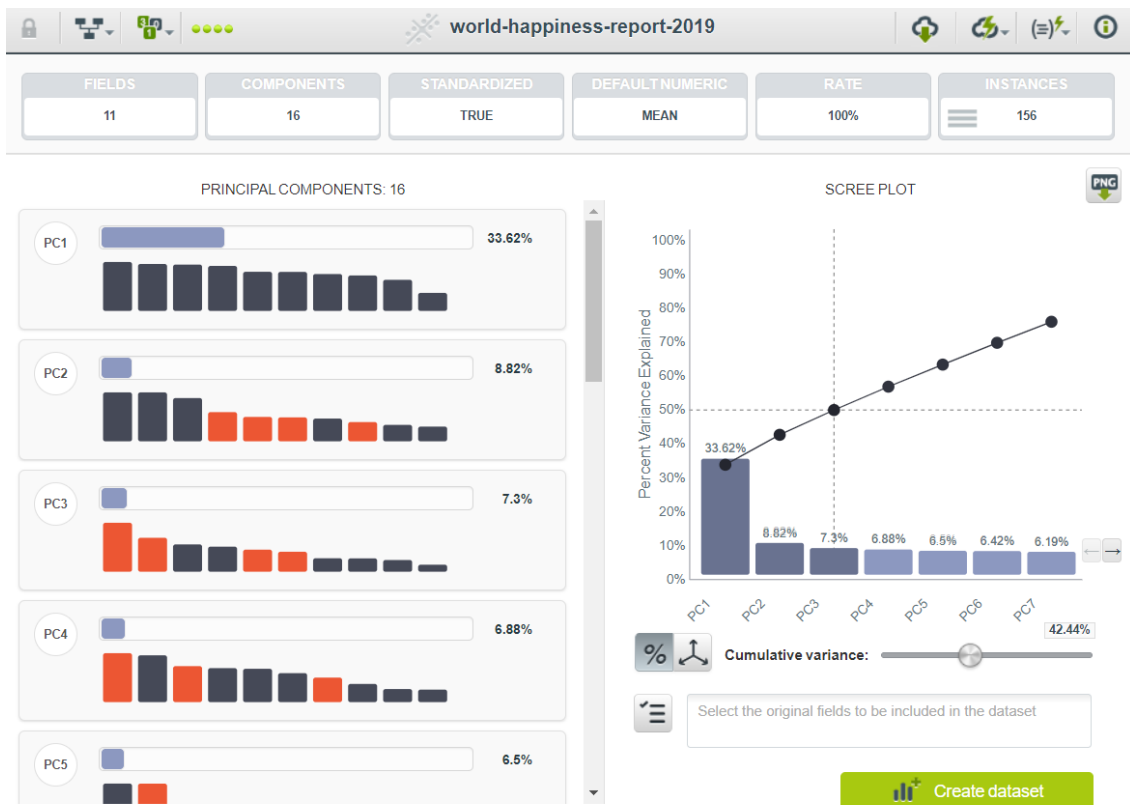 world-happiness-report-2019
FIELDS
11
COMPONENTS
16
STANDARDIZED
TRUE
DEFAULT NUMERIC
MEAN
RATE
100%
INSTANCES
156
PRINCIPAL COMPONENTS: 16
PC1
33.62%
PC2
8.82%
PC3
7.3%
PC4
6.88%
PC5
6.5%
SCREE PLOT
PNG
Percent Variance Explained
100%
90%
80%
70%
60%
50%
40%
30%
20%
10%
0%
33.62%
8.82%
7.3%
6.88%
6.5%
6.42%
6.19%
PC1
PC2
PC3
PC4
PC5
PC6
PC7
42.44%
%
Cumulative variance:
Select the original fields to be included in the dataset
Create dataset